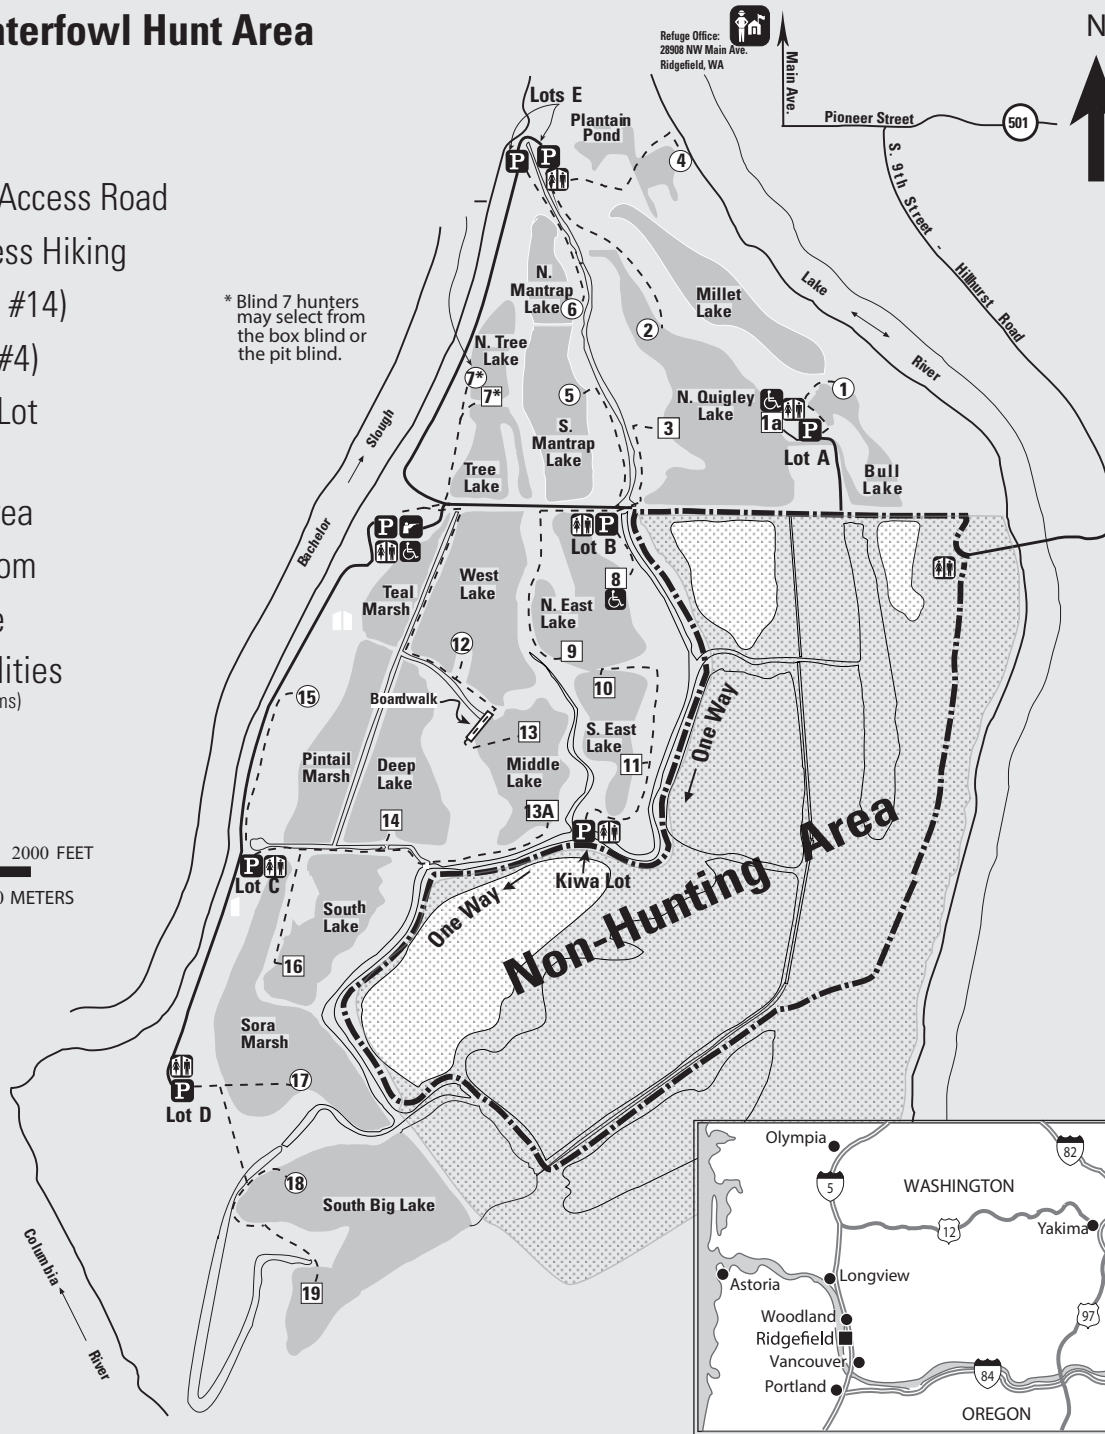 nterfowl Hunt Area
Refuge Office:
28908 NW Main Ave.
Ridgefield, WA
Main Ave.
Pioneer Street
501
N
S. 9th Street - Hillhurst Road
Access Road
ess Hiking
#14)
#4)
Lot
ea
om
e
lities
ms)
2000 FEET
0 METERS
* Blind 7 hunters
may select from
the box blind or
the pit blind.
Lots E
P
P
Plantain
Pond
4
N.
Mantrap
Lake
6
2
Millet
Lake
Lake
River
N. Tree
Lake
7*
7*
5
S.
Mantrap
Lake
3
N. Quigley
Lake
1
1a
P
Lot A
Bull
Lake
Tree
Lake
Bachelor
Slough
P
P
Lot B
8
West
Lake
Teal
Marsh
N. East
Lake
9
12
10
15
Boardwalk
13
S. East
Lake
11
One Way
Pintail
Marsh
Deep
Lake
Middle
Lake
13A
14
P
Kiwa Lot
P
Lot C
One Way
Non-Hunting Area
South
Lake
16
Sora
Marsh
17
P
Lot D
18
South Big Lake
19
Columbia
River
Olympia
82
5
WASHINGTON
12
Yakima
Astoria
Longview
Woodland
Ridgefield
97
Vancouver
Portland
84
OREGON